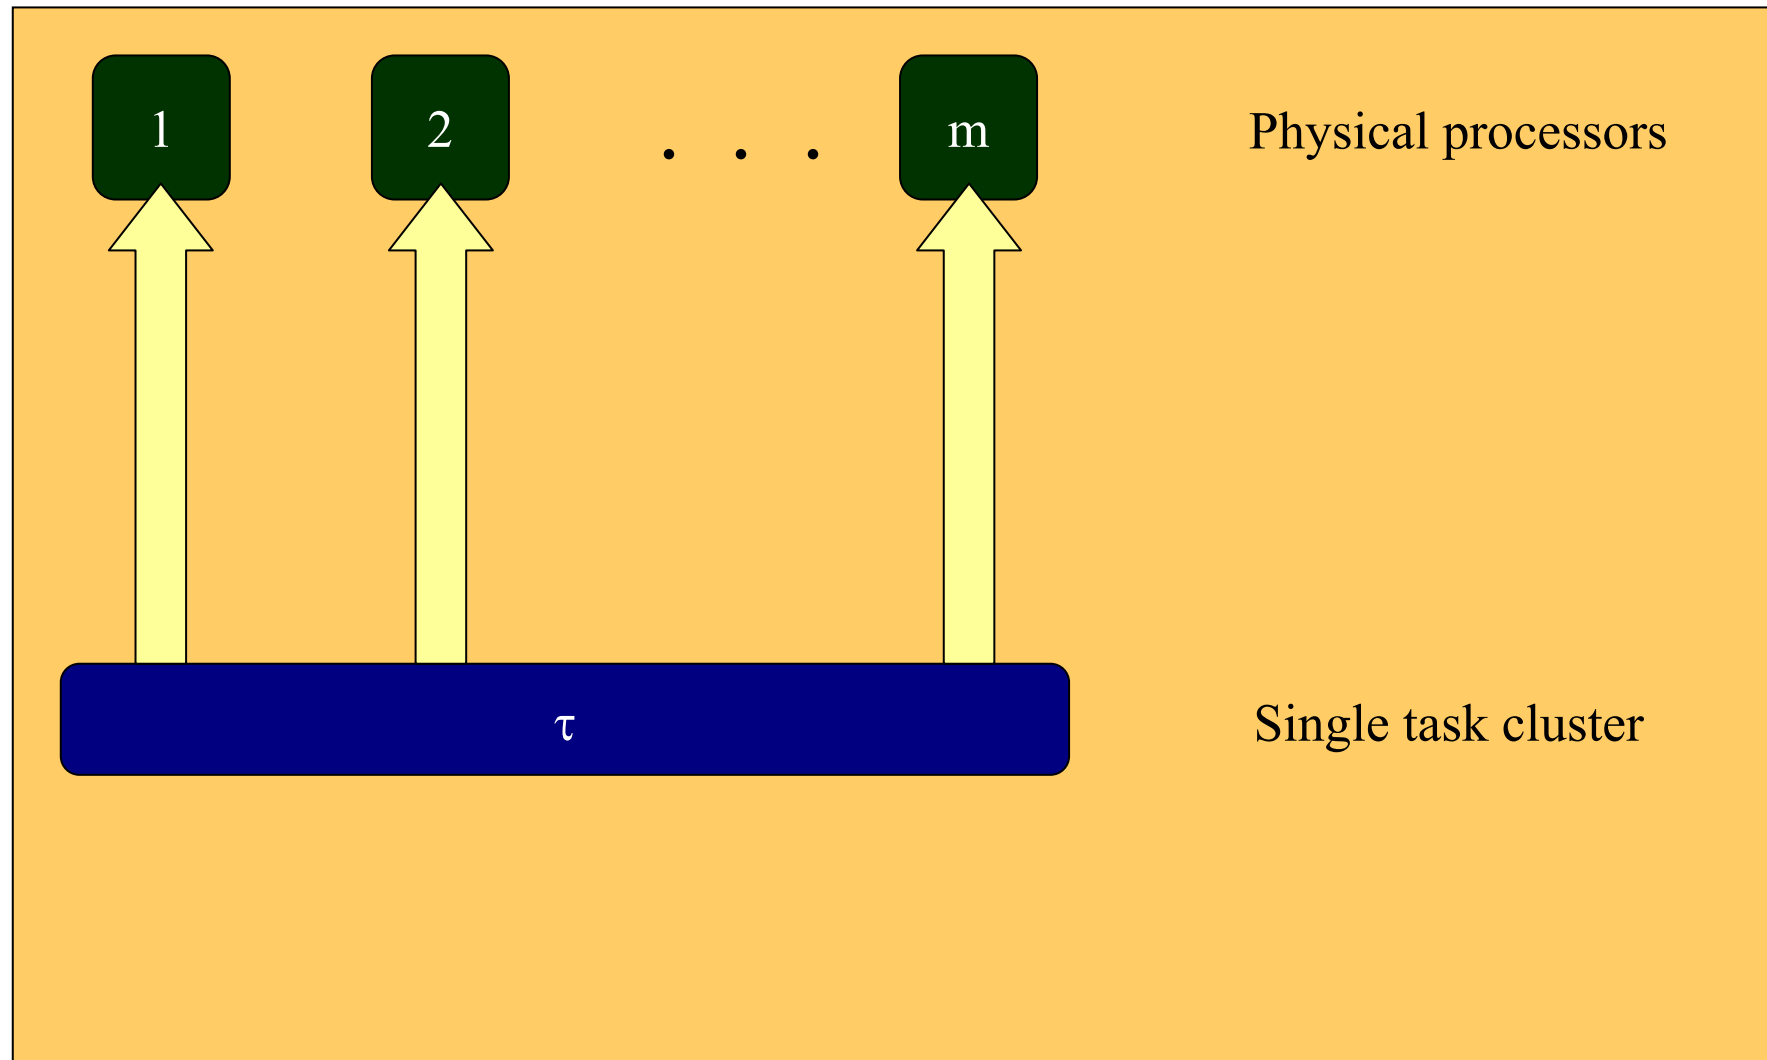 1 2 . . . m Physical processors
τ Single task cluster